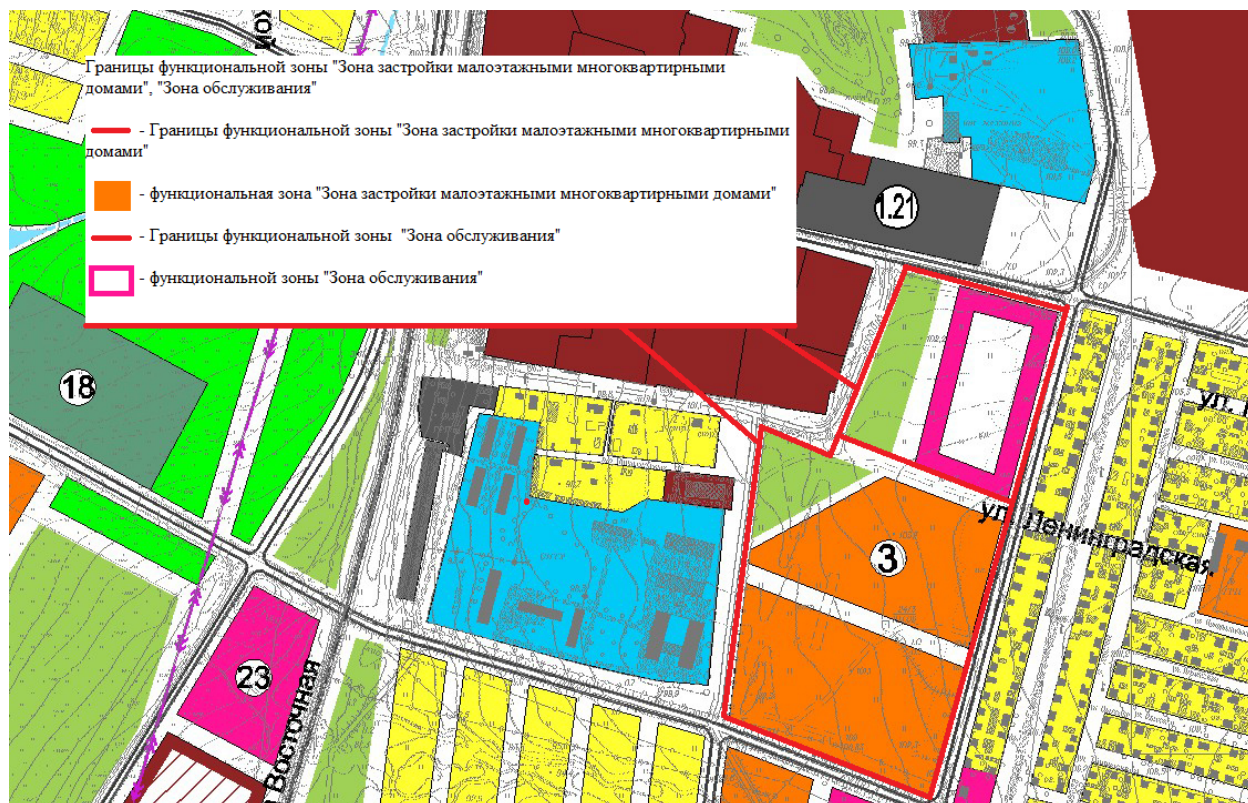 Границы функциональной зоны "Зона застройки малоэтажными многоквартирными
домами", "Зона обслуживания"
- Границы функциональной зоны "Зона застройки малоэтажными многоквартирными
домами"
- функциональная зона "Зона застройки малоэтажными многоквартирными домами"
- Границы функциональной зоны "Зона обслуживания"
- функциональной зоны "Зона обслуживания"
1.21
18
ул.
3
ул. Ленинградская
23
Восточная